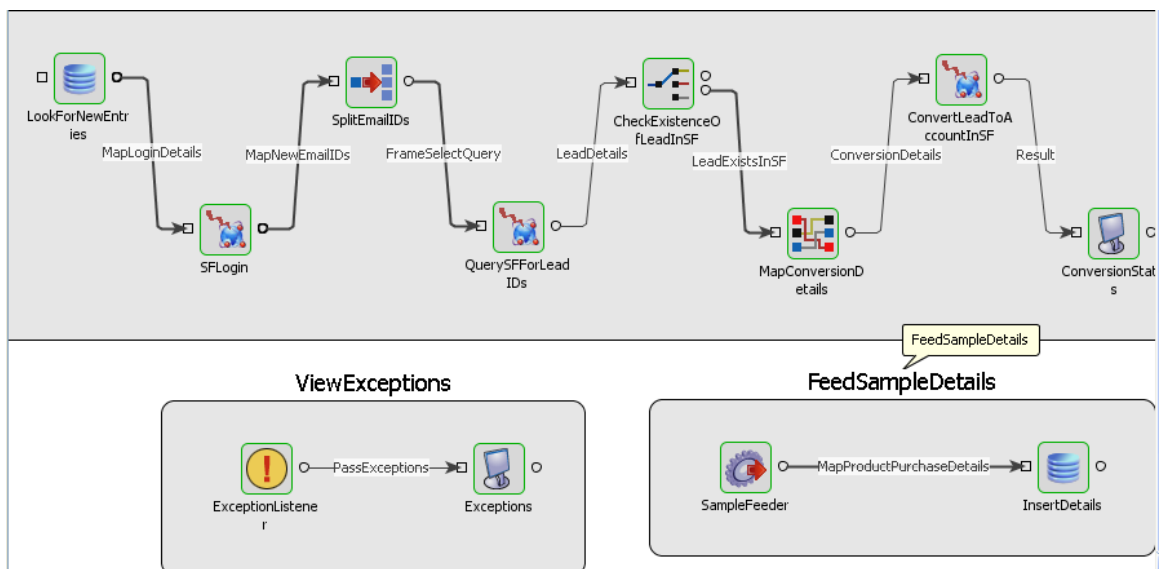 LookForNewEntr
ies
MapLoginDetails
SFLogin
MapNewEmailIDs
SplitEmailIDs
FrameSelectQuery
QuerySFForLead
IDs
LeadDetails
CheckExistenceO
fLeadInSF
LeadExistsInSF
MapConversionD
etails
ConversionDetails
ConvertLeadToA
ccountInSF
Result
ConversionStat
s
FeedSampleDetails
ViewExceptions
ExceptionListene
r
PassExceptions
Exceptions
FeedSampleDetails
SampleFeeder
MapProductPurchaseDetails
InsertDetails